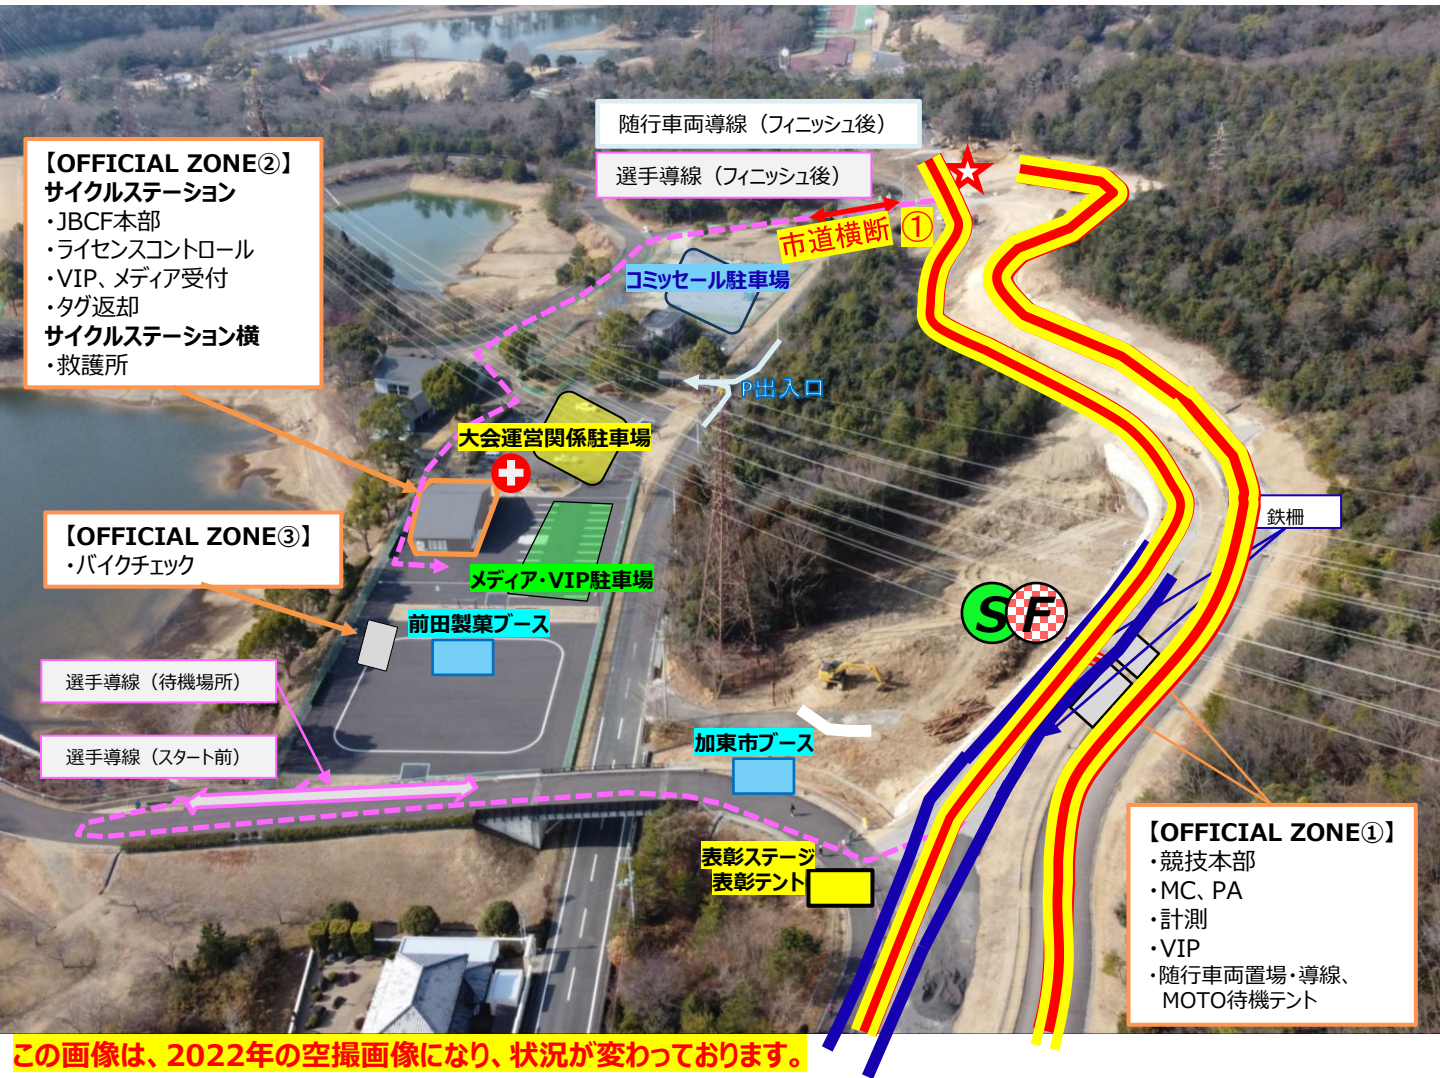 随行車両導線（フィニッシュ後）
選手導線（フィニッシュ後）
【OFFICIAL ZONE②】
サイクルステーション
・JBCF本部
・ライセンスコントロール
・VIP、メディア受付
・タグ返却
サイクルステーション横
・救護所
市道横断 ①
コミッセール駐車場
P出入口
大会運営関係駐車場
鉄柵
【OFFICIAL ZONE③】
・バイクチェック
メディア・VIP駐車場
S F
前田製菓ブース
選手導線（待機場所）
選手導線（スタート前）
加東市ブース
表彰ステージ
表彰テント
【OFFICIAL ZONE①】
・競技本部
・MC、PA
・計測
・VIP
・随行車両置場・導線、
MOTO待機テント
この画像は、2022年の空撮画像になり、状況が変わっております。